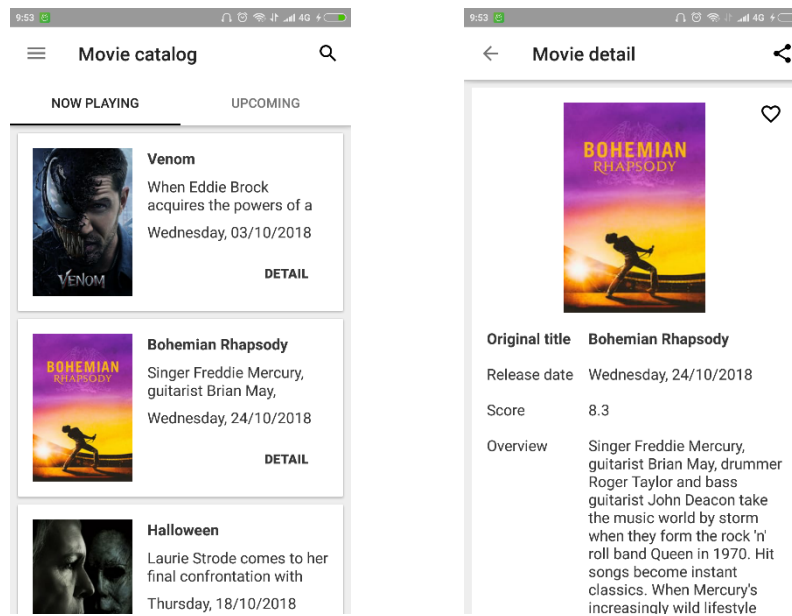 9:53
4G
Movie catalog
NOW PLAYING
UPCOMING
VENOM
Venom
When Eddie Brock
acquires the powers of a
Wednesday, 03/10/2018
DETAIL
BOHEMIAN
RHAPSODY
Bohemian Rhapsody
Singer Freddie Mercury,
guitarist Brian May,
Wednesday, 24/10/2018
DETAIL
Halloween
Laurie Strode comes to her
final confrontation with
Thursday, 18/10/2018
9:53
4G
Movie detail
BOHEMIAN
RHAPSODY
Original title Bohemian Rhapsody
Release date Wednesday, 24/10/2018
Score 8.3
Overview Singer Freddie Mercury,
guitarist Brian May, drummer
Roger Taylor and bass
guitarist John Deacon take
the music world by storm
when they form the rock 'n'
roll band Queen in 1970. Hit
songs become instant
classics. When Mercury's
increasingly wild lifestyle